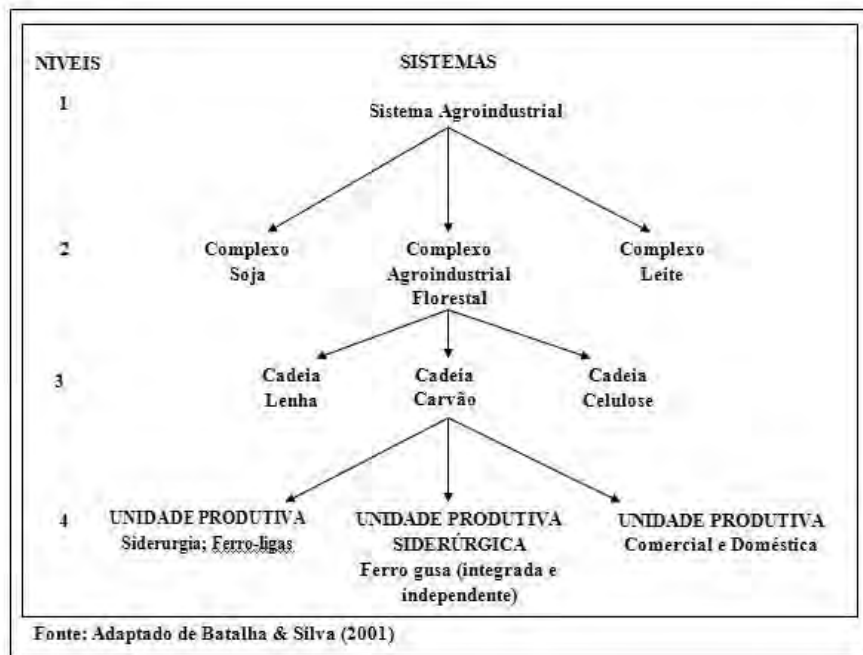 NIVEIS SISTEMAS
1 Sistema Agroindustrial
2 Complexo Complexo Complexo
Soja Agroindustrial Leite
Florestal
3 Cadeia Cadeia Cadeia
Lenha Carvão Celulose
4 UNIDADE PRODUTIVA UNIDADE PRODUTIVA UNIDADE PRODUTIVA
Siderurgia; Ferro-ligas SIDERÚRGICA Comercial e Doméstica
Ferro gusa (integrada e
independente)
Fonte: Adaptado de Batalha & Silva (2001)